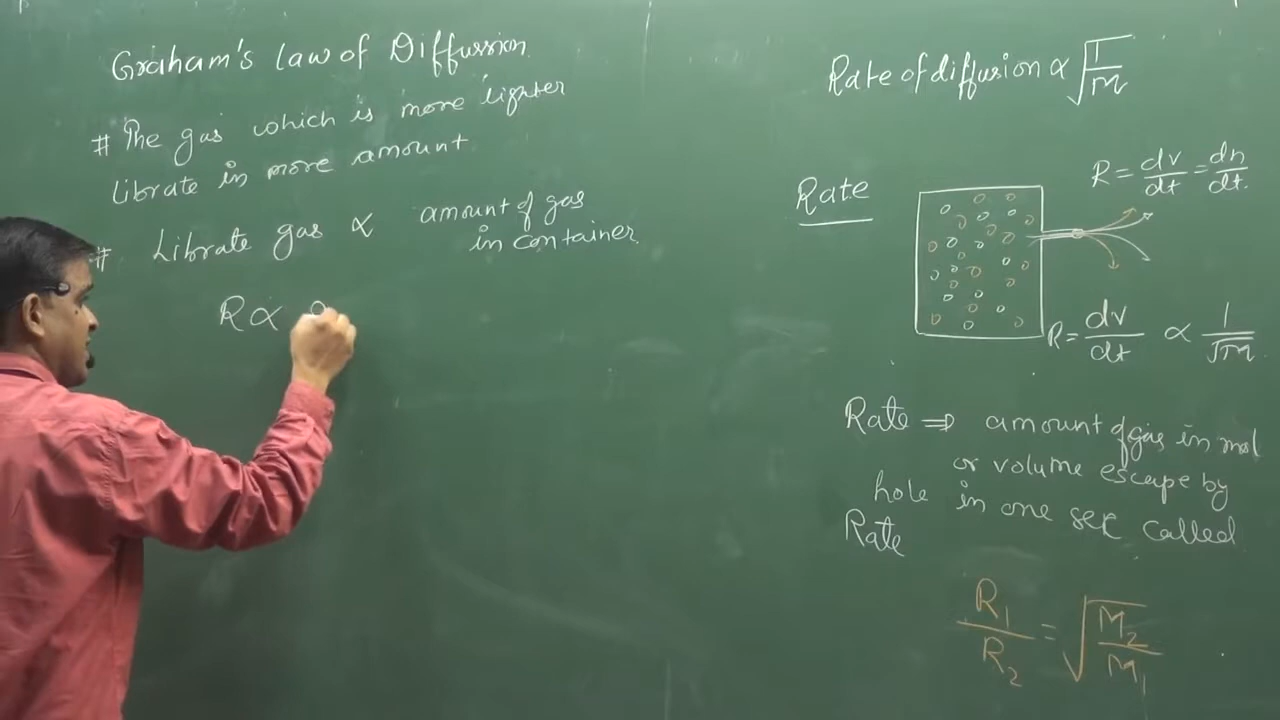 Graham's Law of Diffusion
# The gas which is more lighter
librate in more amount
# Librate gas ∝ amount of gas
in container
R ∝
Rate of diffusion ∝ √(1/M)
Rate
R = dv/dt = dn/dt.
R = dv/dt ∝ 1/√M
Rate ⇒ amount of gas in mol
or volume escape by
hole in one sec called
Rate
R1/R2 = √(M2/M1)